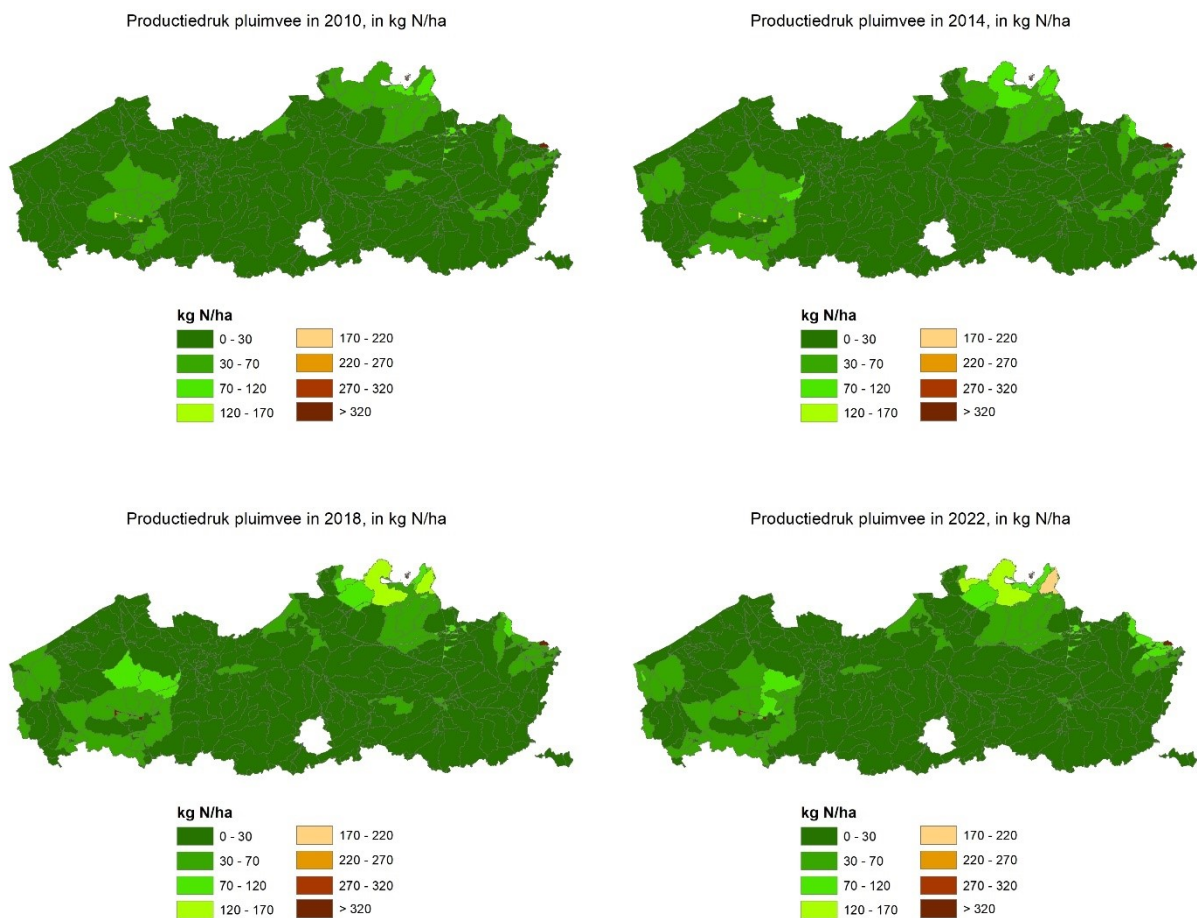 Productiedruk pluimvee in 2010, in kg N/ha
kg N/ha
0 - 30
30 - 70
70 - 120
120 - 170
170 - 220
220 - 270
270 - 320
> 320
Productiedruk pluimvee in 2014, in kg N/ha
kg N/ha
0 - 30
30 - 70
70 - 120
120 - 170
170 - 220
220 - 270
270 - 320
> 320
Productiedruk pluimvee in 2018, in kg N/ha
kg N/ha
0 - 30
30 - 70
70 - 120
120 - 170
170 - 220
220 - 270
270 - 320
> 320
Productiedruk pluimvee in 2022, in kg N/ha
kg N/ha
0 - 30
30 - 70
70 - 120
120 - 170
170 - 220
220 - 270
270 - 320
> 320